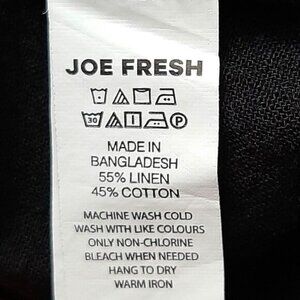 JOE FRESH
30 P
MADE IN
BANGLADESH
55% LINEN
45% COTTON
MACHINE WASH COLD
WASH WITH LIKE COLOURS
ONLY NON-CHLORINE
BLEACH WHEN NEEDED
HANG TO DRY
WARM IRON